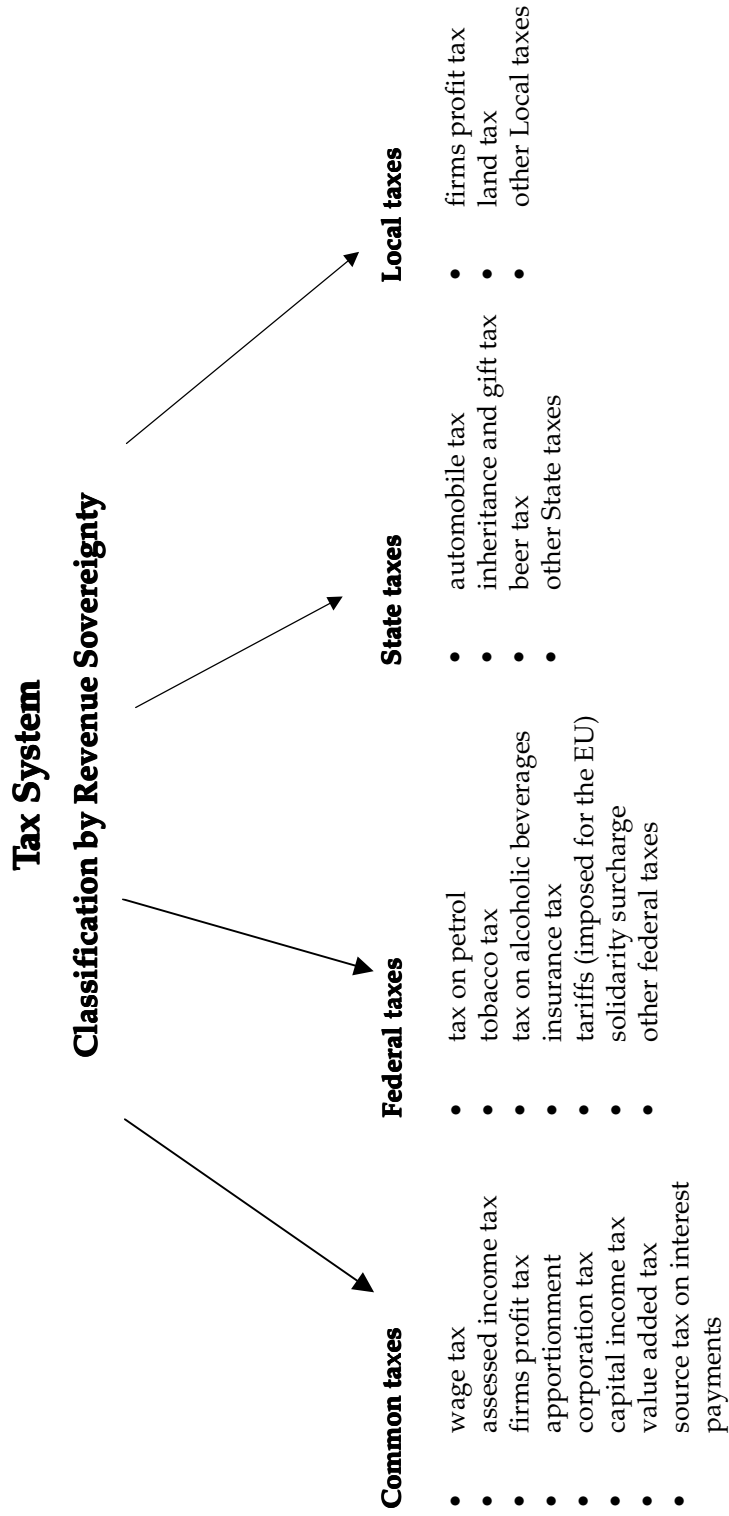 Tax System
Classification by Revenue Sovereignty
Common taxes
• wage tax
• assessed income tax
• firms profit tax
• apportionment
• corporation tax
• capital income tax
• value added tax
• source tax on interest
payments
Federal taxes
• tax on petrol
• tobacco tax
• tax on alcoholic beverages
• insurance tax
• tariffs (imposed for the EU)
• solidarity surcharge
• other federal taxes
State taxes
• automobile tax
• inheritance and gift tax
• beer tax
• other State taxes
Local taxes
• firms profit tax
• land tax
• other Local taxes